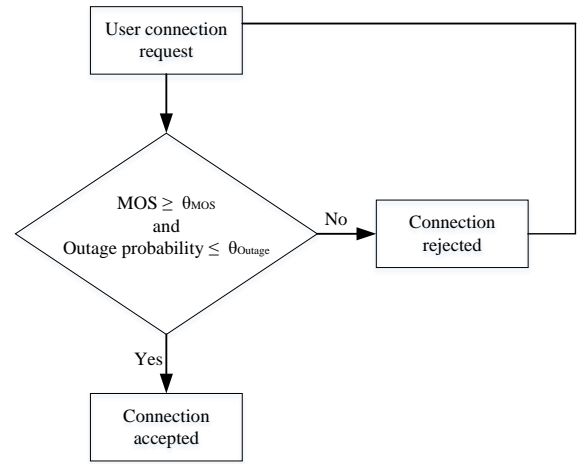 User connection
request
MOS ≥ θMOS
and
Outage probability ≤ θOutage
No
Connection
rejected
Yes
Connection
accepted